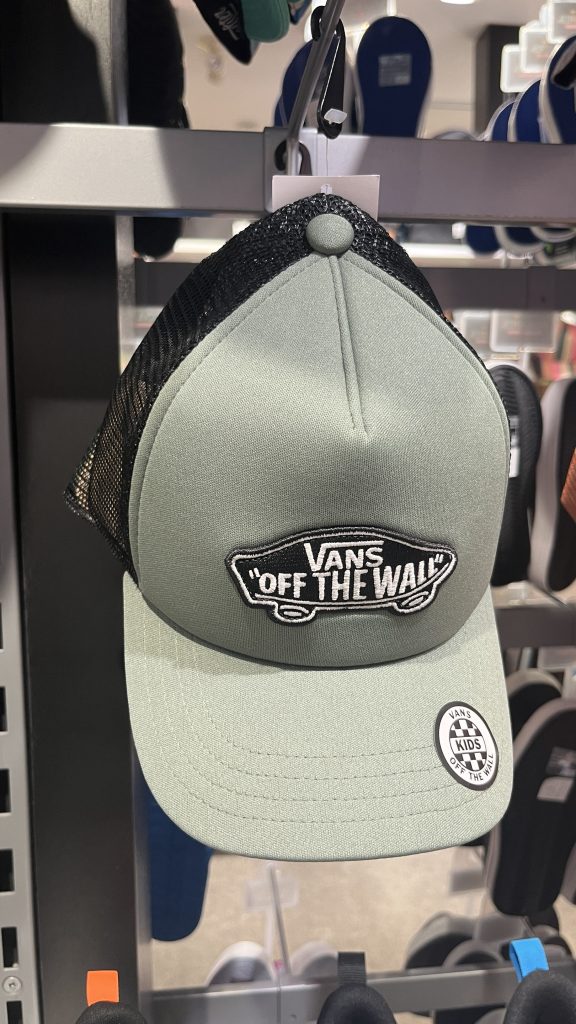 VANS
"OFF THE WALL"
VANS
KIDS
OFF THE WALL